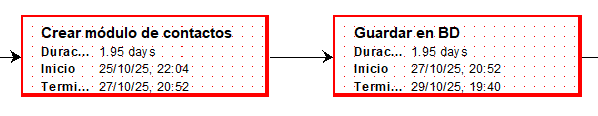 Crear módulo de contactos
Durac... 1.95 days
Inicio 25/10/25, 22:04
Termi... 27/10/25, 20:52
Guardar en BD
Durac... 1.95 days
Inicio 27/10/25, 20:52
Termi... 29/10/25, 19:40